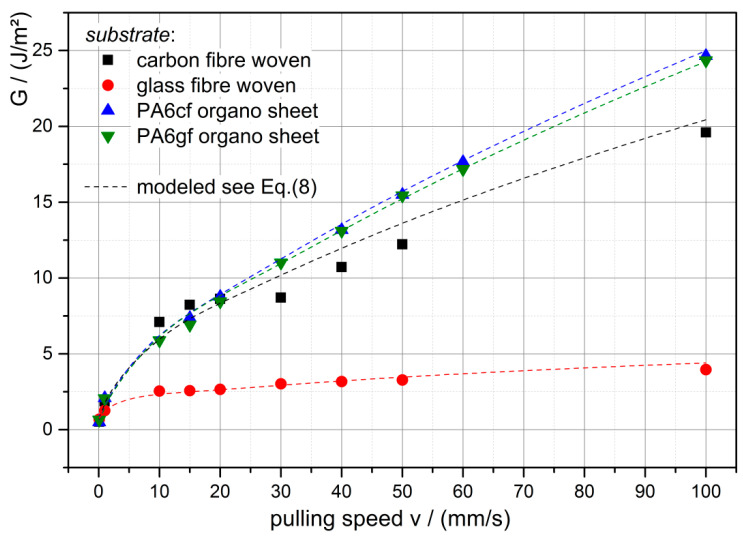 substrate:
carbon fibre woven
glass fibre woven
PA6cf organo sheet
PA6gf organo sheet
modeled see Eq.(8)
G / (J/m²)
25
20
15
10
5
0
0 10 20 30 40 50 60 70 80 90 100
pulling speed v / (mm/s)